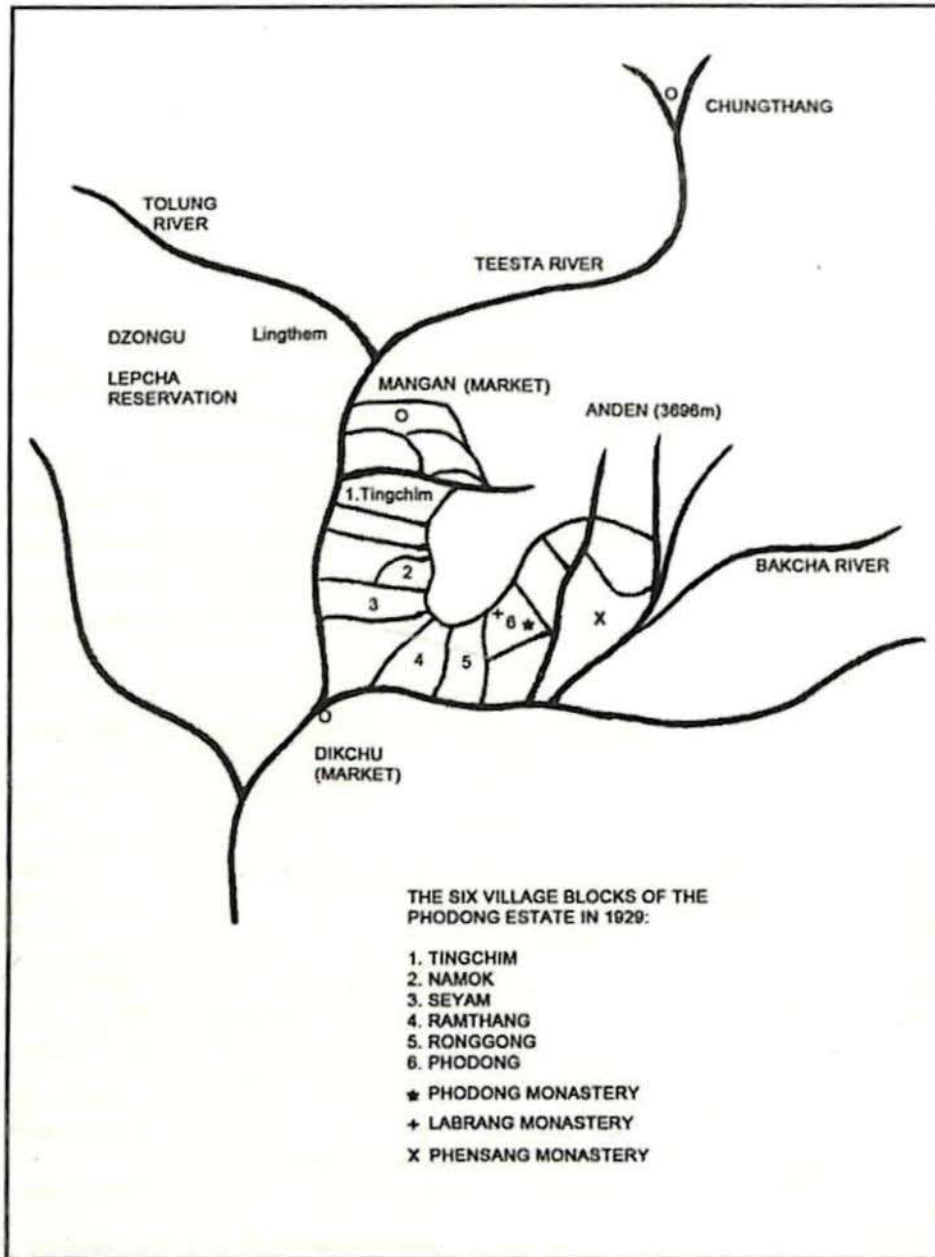 CHUNGTHANG
TOLUNG
RIVER
TEESTA RIVER
DZONGU
Lingthem
LEPCHA
RESERVATION
MANGAN (MARKET)
ANDEN (3696m)
1.Tingchim
BAKCHA RIVER
2
3
+
6 *
X
4
5
DIKCHU
(MARKET)
THE SIX VILLAGE BLOCKS OF THE
PHODONG ESTATE IN 1929:
1. TINGCHIM
2. NAMOK
3. SEYAM
4. RAMTHANG
5. RONGGONG
6. PHODONG
* PHODONG MONASTERY
+ LABRANG MONASTERY
X PHENSANG MONASTERY